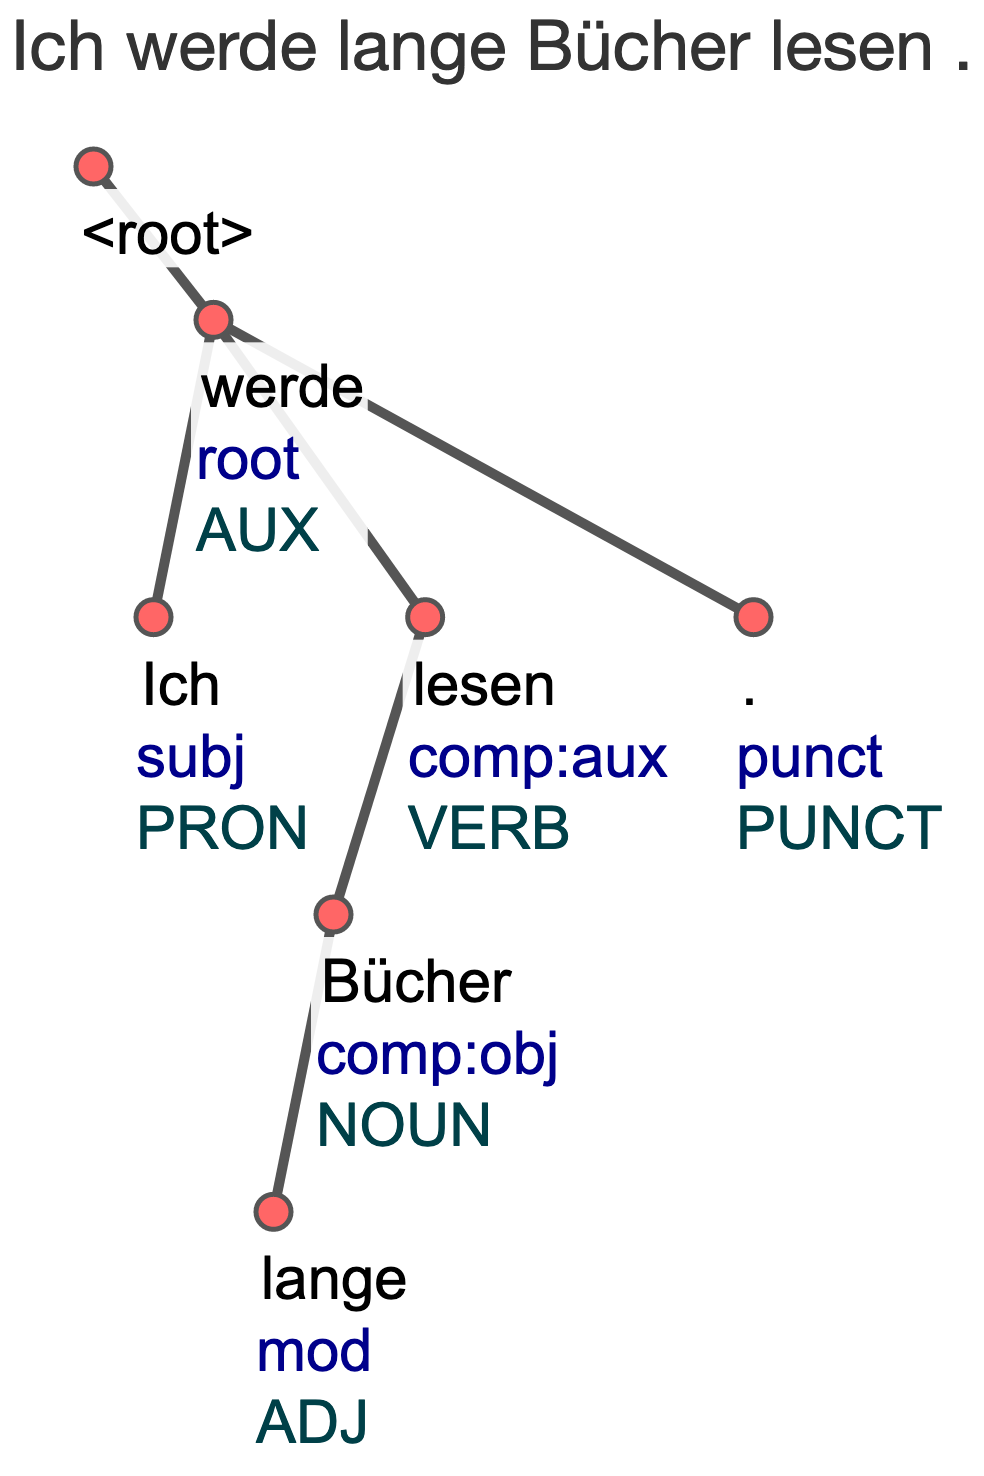 Ich werde lange Bücher lesen .
<root>
werde
root
AUX
Ich
subj
PRON
lesen
comp:aux
VERB
.
punct
PUNCT
Bücher
comp:obj
NOUN
lange
mod
ADJ